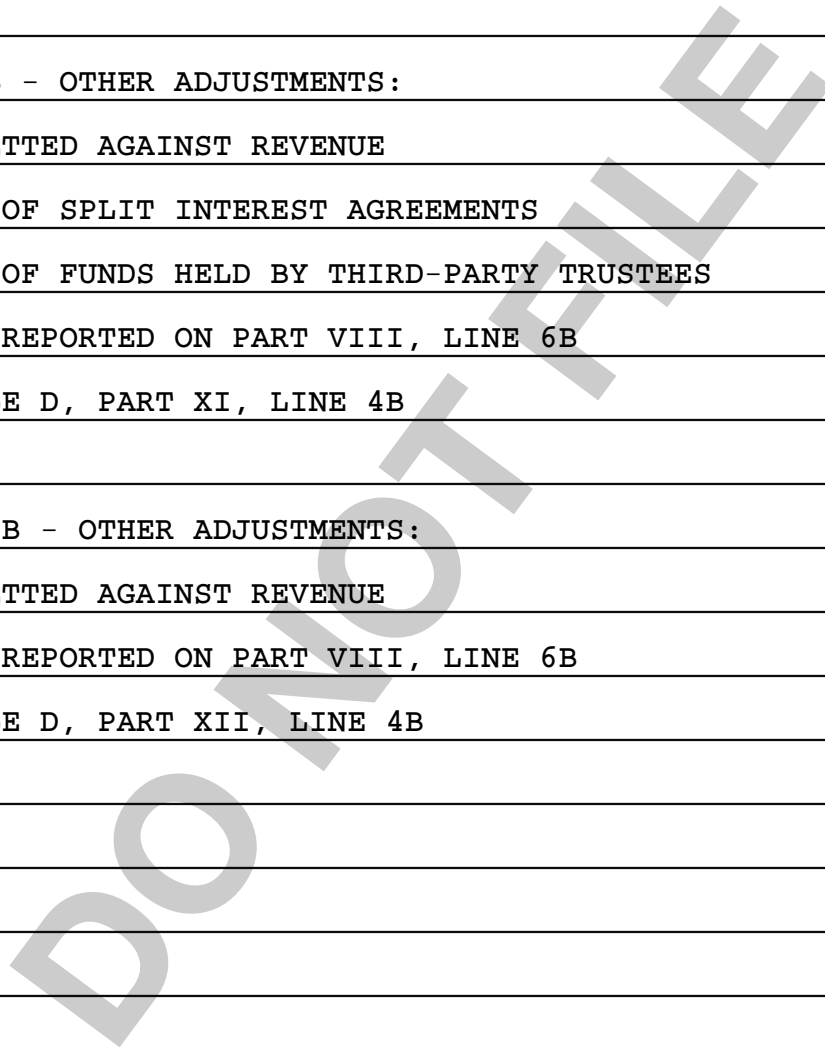 - OTHER ADJUSTMENTS:
TTED AGAINST REVENUE
OF SPLIT INTEREST AGREEMENTS
OF FUNDS HELD BY THIRD-PARTY TRUSTEES
REPORTED ON PART VIII, LINE 6B
E D, PART XI, LINE 4B
B - OTHER ADJUSTMENTS:
TTED AGAINST REVENUE
REPORTED ON PART VIII, LINE 6B
E D, PART XII, LINE 4B
DO NOT FILE